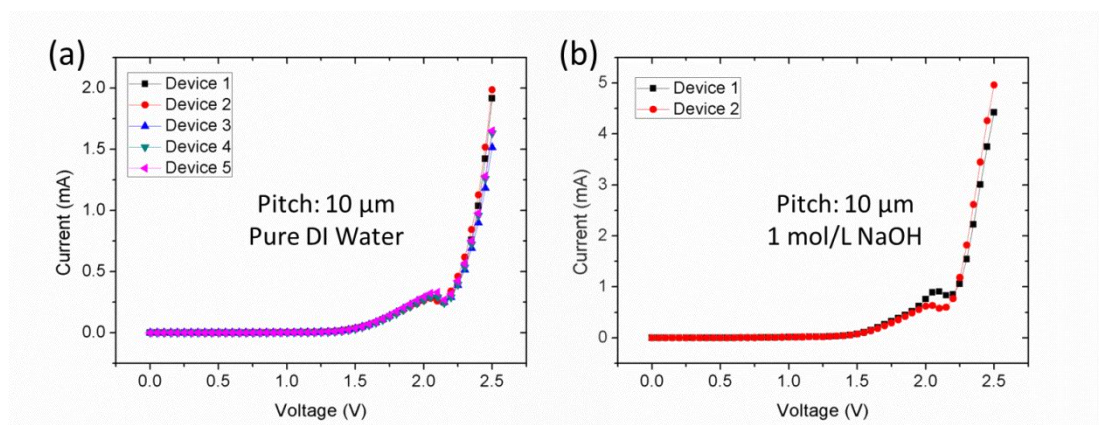 (a)
Device 1
Device 2
Device 3
Device 4
Device 5
Pitch: 10 μm
Pure DI Water
Current (mA)
2.0
1.5
1.0
0.5
0.0
0.0 0.5 1.0 1.5 2.0 2.5
Voltage (V)
(b)
Device 1
Device 2
Pitch: 10 μm
1 mol/L NaOH
Current (mA)
5
4
3
2
1
0
0.0 0.5 1.0 1.5 2.0 2.5
Voltage (V)